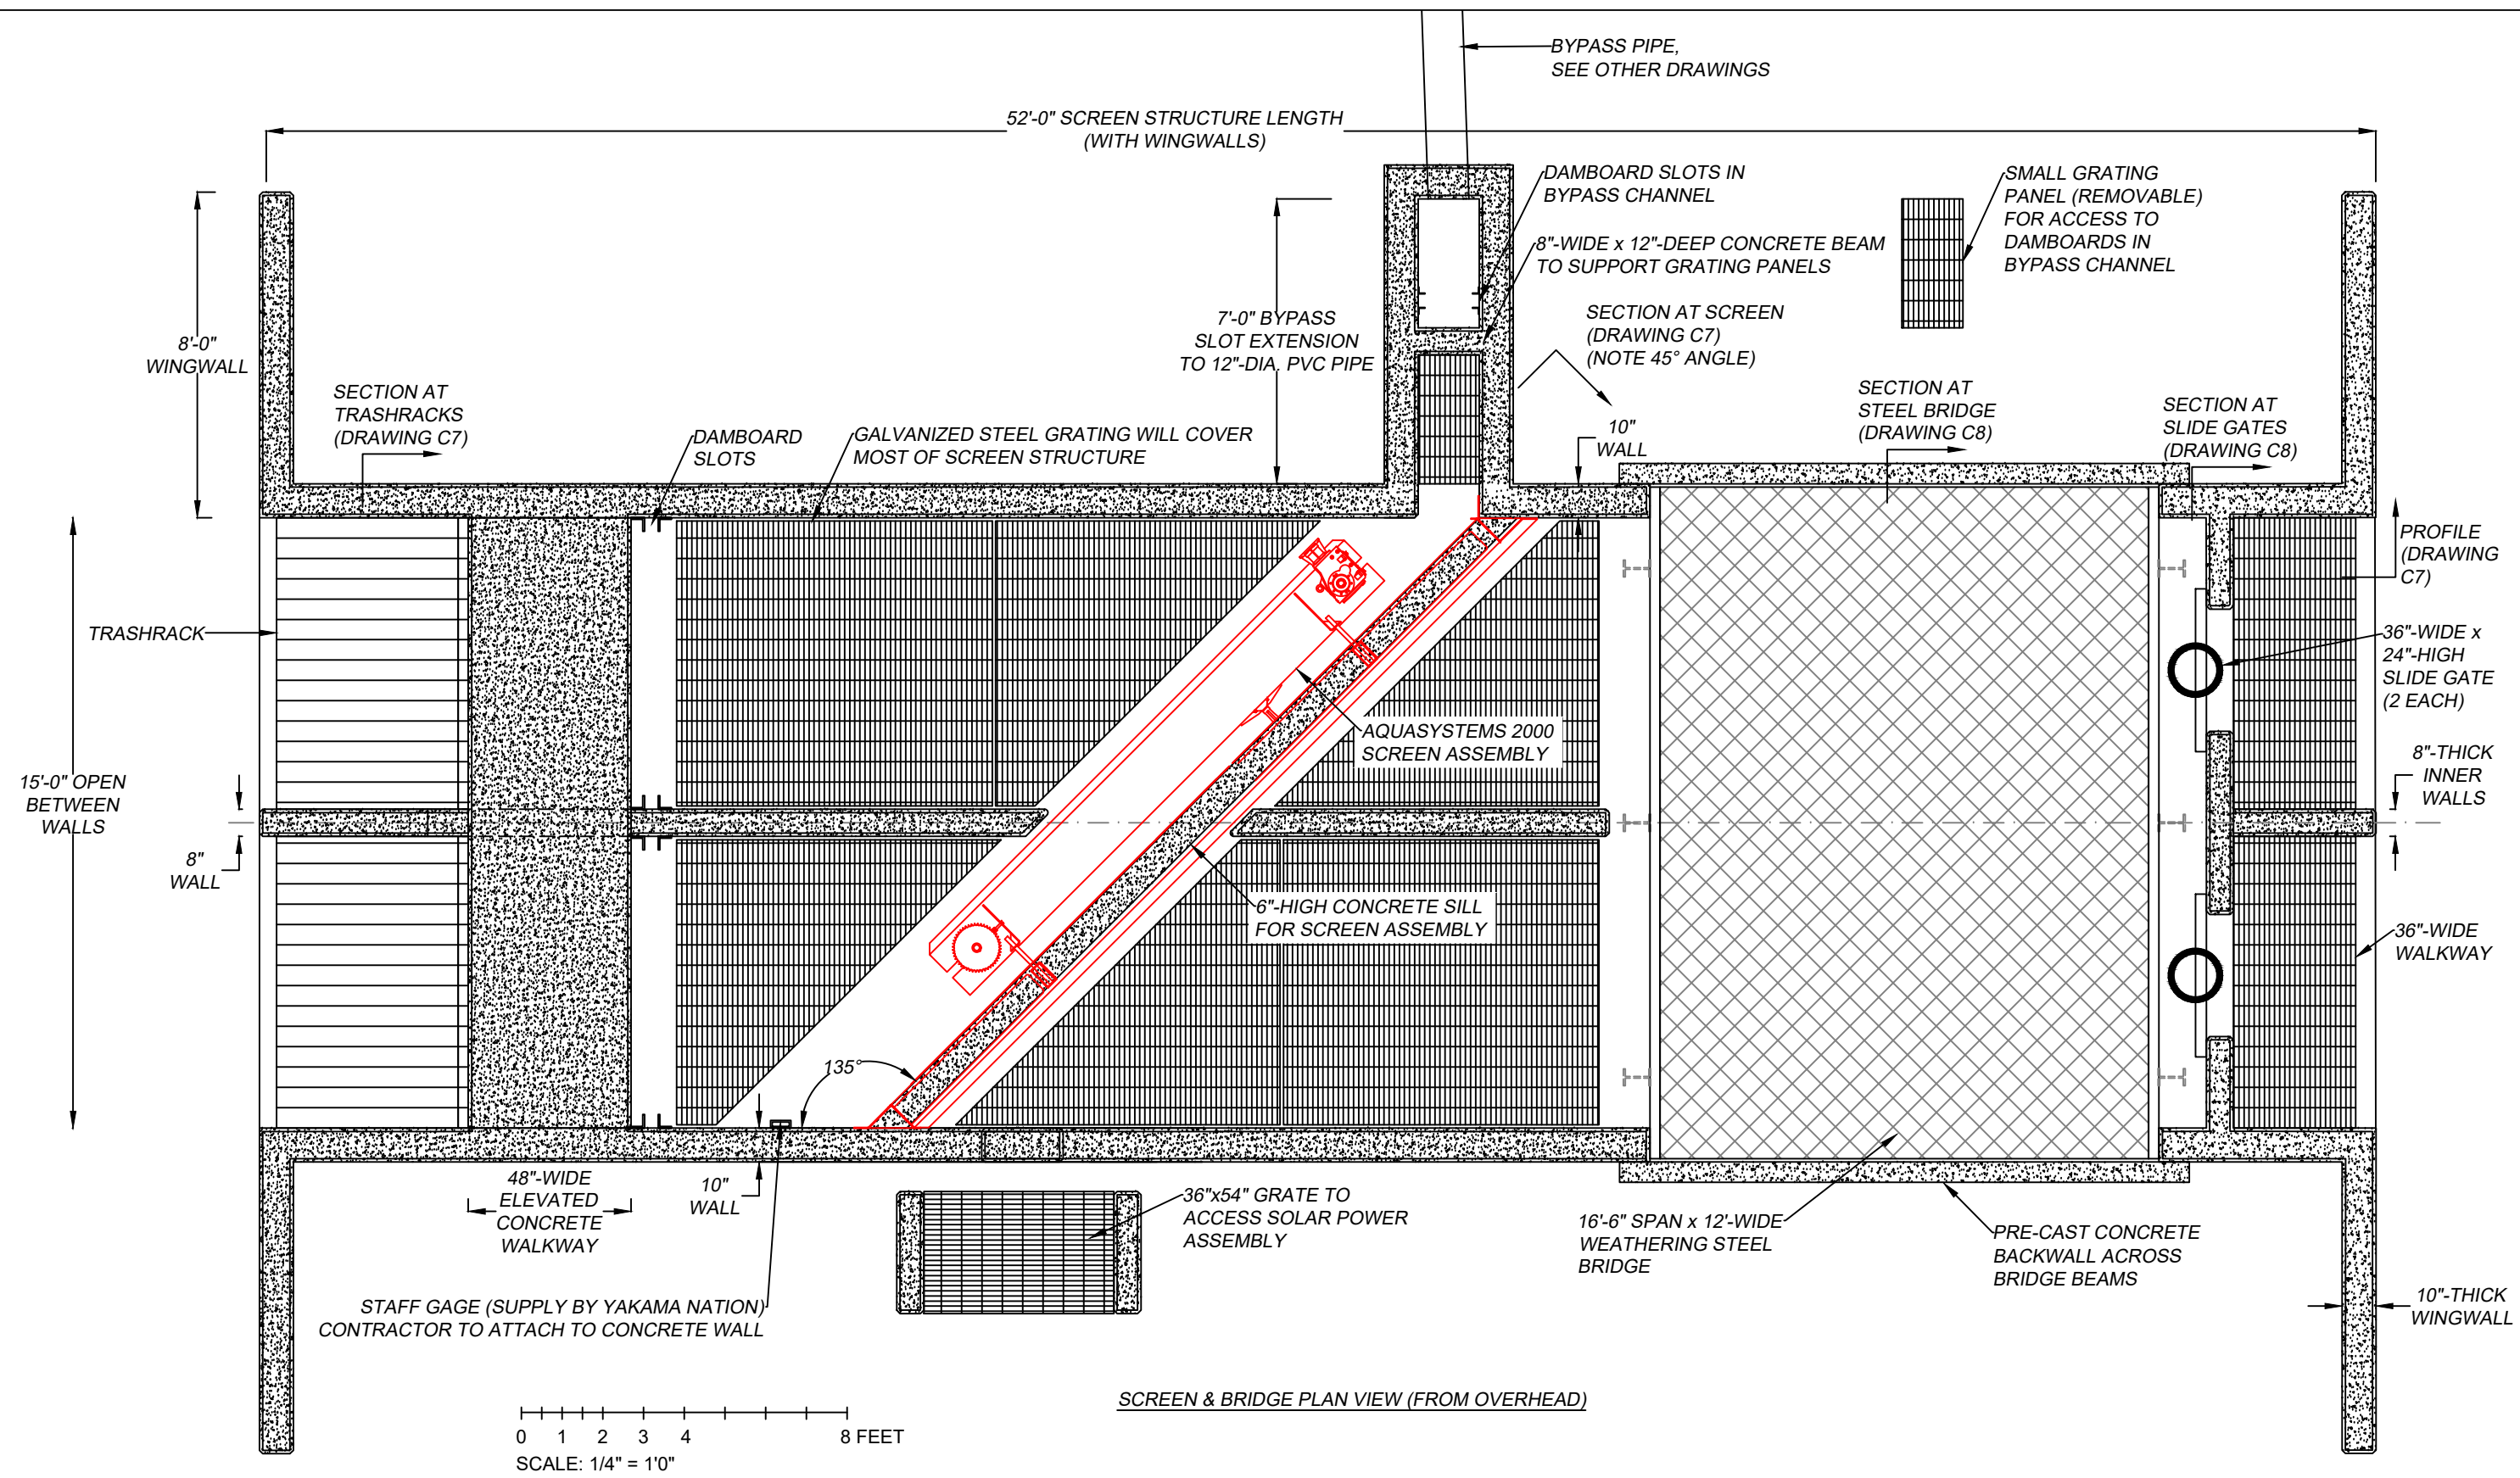 BYPASS PIPE,
SEE OTHER DRAWINGS
52'-0" SCREEN STRUCTURE LENGTH
(WITH WINGWALLS)
DAMBOARD SLOTS IN
BYPASS CHANNEL
SMALL GRATING
PANEL (REMOVABLE)
FOR ACCESS TO
DAMBOARDS IN
BYPASS CHANNEL
8"-WIDE x 12"-DEEP CONCRETE BEAM
TO SUPPORT GRATING PANELS
7'-0" BYPASS
SLOT EXTENSION
TO 12"-DIA. PVC PIPE
SECTION AT SCREEN
(DRAWING C7)
(NOTE 45° ANGLE)
8'-0"
WINGWALL
SECTION AT
TRASHRACKS
(DRAWING C7)
DAMBOARD
SLOTS
GALVANIZED STEEL GRATING WILL COVER
MOST OF SCREEN STRUCTURE
10"
WALL
SECTION AT
STEEL BRIDGE
(DRAWING C8)
SECTION AT
SLIDE GATES
(DRAWING C8)
PROFILE
(DRAWING
C7)
TRASHRACK
36"-WIDE x
24"-HIGH
SLIDE GATE
(2 EACH)
AQUASYSTEMS 2000
SCREEN ASSEMBLY
15'-0" OPEN
BETWEEN
WALLS
8"-THICK
INNER
WALLS
8"
WALL
6"-HIGH CONCRETE SILL
FOR SCREEN ASSEMBLY
36"-WIDE
WALKWAY
135°
48"-WIDE
ELEVATED
CONCRETE
WALKWAY
10"
WALL
36"x54" GRATE TO
ACCESS SOLAR POWER
ASSEMBLY
16'-6" SPAN x 12'-WIDE
WEATHERING STEEL
BRIDGE
PRE-CAST CONCRETE
BACKWALL ACROSS
BRIDGE BEAMS
STAFF GAGE (SUPPLY BY YAKAMA NATION)
CONTRACTOR TO ATTACH TO CONCRETE WALL
10"-THICK
WINGWALL
SCREEN & BRIDGE PLAN VIEW (FROM OVERHEAD)
0 1 2 3 4 8 FEET
SCALE: 1/4" = 1'0"